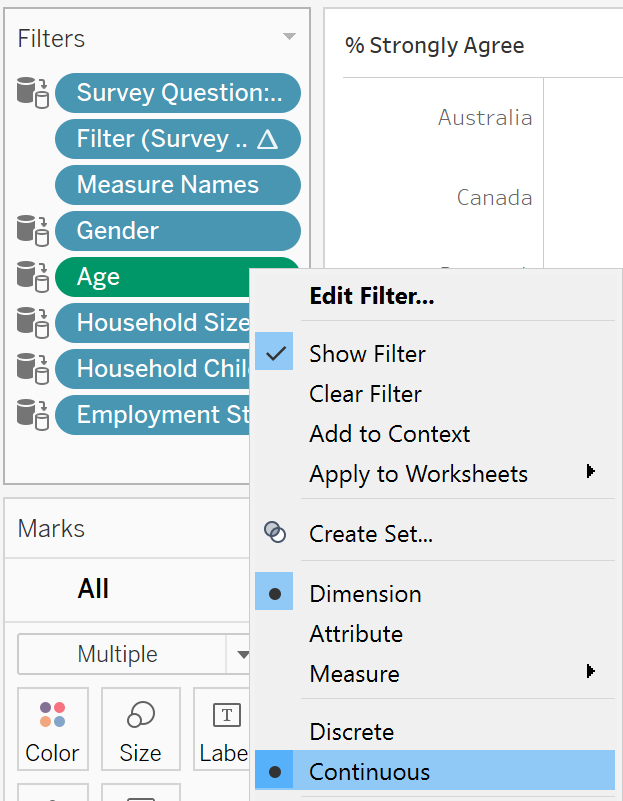 Filters
Survey Question:..
Filter (Survey .. Δ
Measure Names
Gender
Age
Household Size
Household Chil
Employment St
Marks
All
Multiple
Color
Size
T
Labe
% Strongly Agree
Australia
Canada
Edit Filter...
Show Filter
Clear Filter
Add to Context
Apply to Worksheets
Create Set...
Dimension
Attribute
Measure
Discrete
Continuous